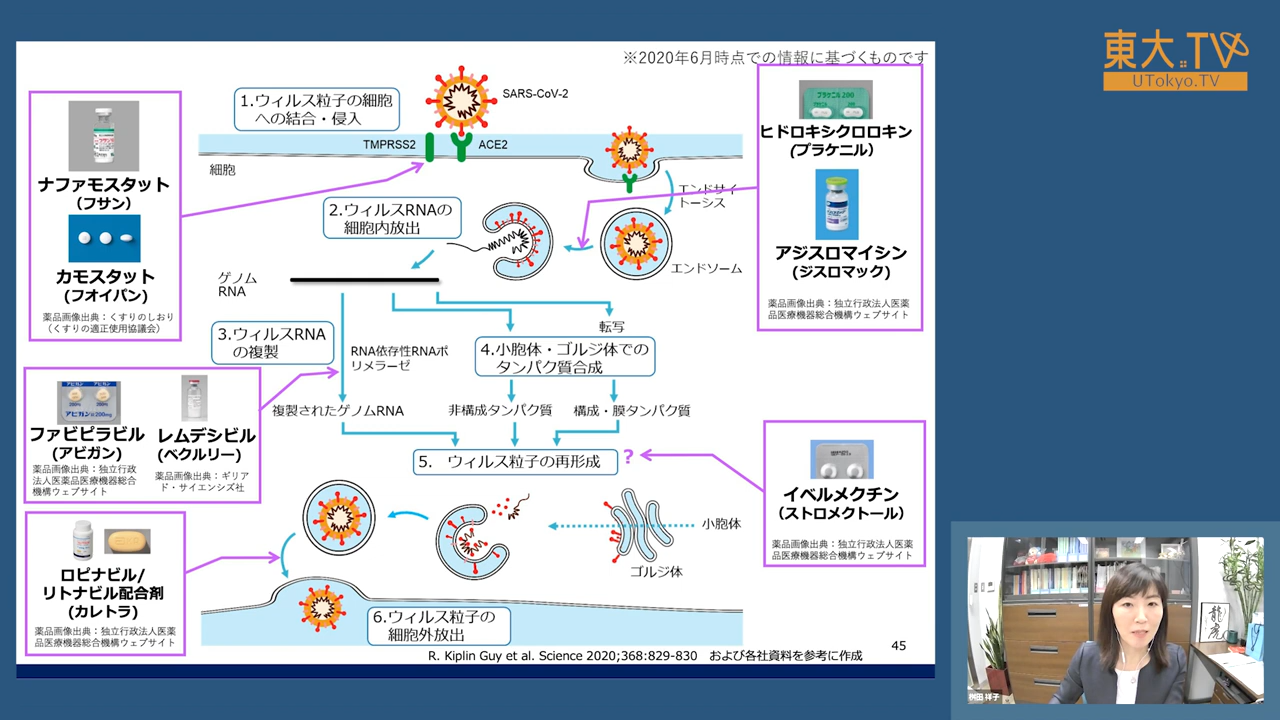 ※2020年6月時点での情報に基づくものです
東大TV
UTokyo.TV
1.ウィルス粒子の細胞
への結合・侵入
SARS-CoV-2
TMPRSS2
ACE2
細胞
ナファモスタット
(フサン)
カモスタット
(フオイパン)
薬品画像出典：くすりのしおり
（くすりの適正使用協議会）
プラケニル200
ヒドロキシクロロキン
(プラケニル)
アジスロマイシン
(ジスロマック)
薬品画像出典：独立行政法人医薬
品医療機器総合機構ウェブサイト
エンドサイ
トーシス
2.ウィルスRNAの
細胞内放出
エンドソーム
ゲノム
RNA
3.ウィルスRNA
の複製
RNA依存性RNAポ
リメラーゼ
転写
4.小胞体・ゴルジ体での
タンパク質合成
複製されたゲノムRNA
非構成タンパク質
構成・膜タンパク質
アビガン錠200mg
ファビピラビル
(アビガン)
薬品画像出典：独立行政
法人医薬品医療機器総合
機構ウェブサイト
レムデシビル
(ベクルリー)
薬品画像出典：ギリア
ド・サイエンシズ社
5. ウィルス粒子の再形成
?
イベルメクチン
(ストロメクトール)
薬品画像出典：独立行政法人医薬
品医療機器総合機構ウェブサイト
小胞体
ゴルジ体
ロピナビル/
リトナビル配合剤
(カレトラ)
薬品画像出典：独立行政法人医薬
品医療機器総合機構ウェブサイト
6.ウィルス粒子の
細胞外放出
R. Kiplin Guy et al. Science 2020;368:829-830 および各社資料を参考に作成
45
龍虎